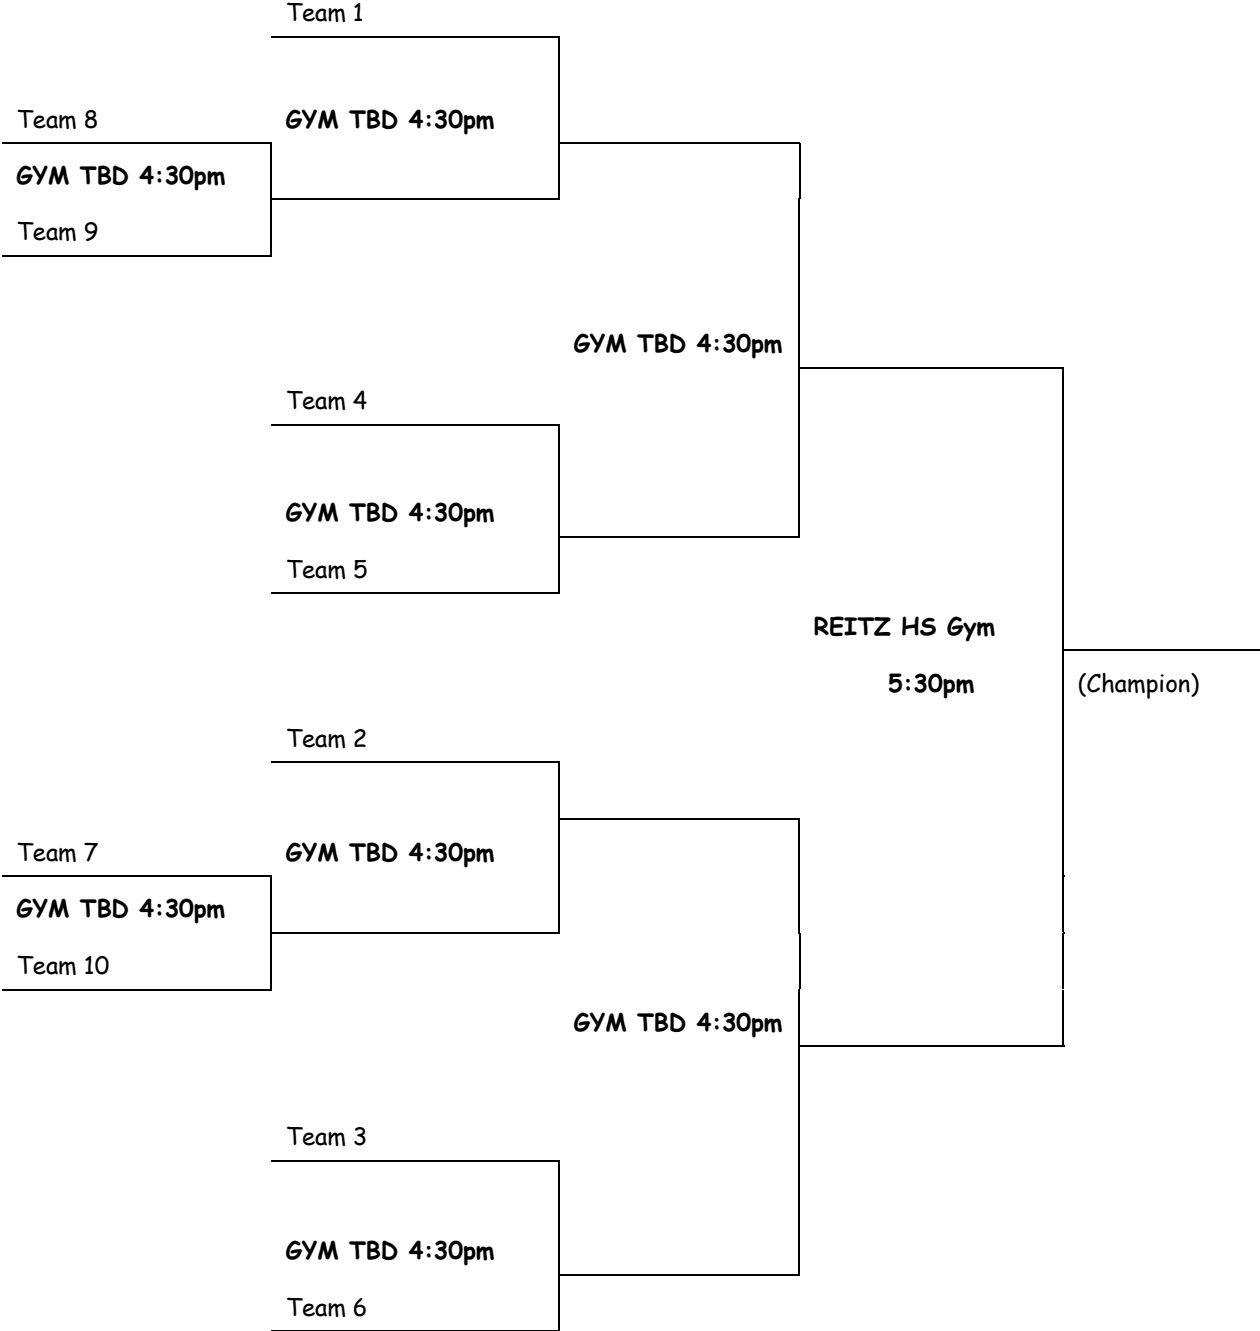 Team 1
Team 8
GYM TBD 4:30pm
GYM TBD 4:30pm
Team 9
GYM TBD 4:30pm
Team 4
GYM TBD 4:30pm
Team 5
REITZ HS Gym
5:30pm
(Champion)
Team 2
Team 7
GYM TBD 4:30pm
GYM TBD 4:30pm
Team 10
GYM TBD 4:30pm
Team 3
GYM TBD 4:30pm
Team 6